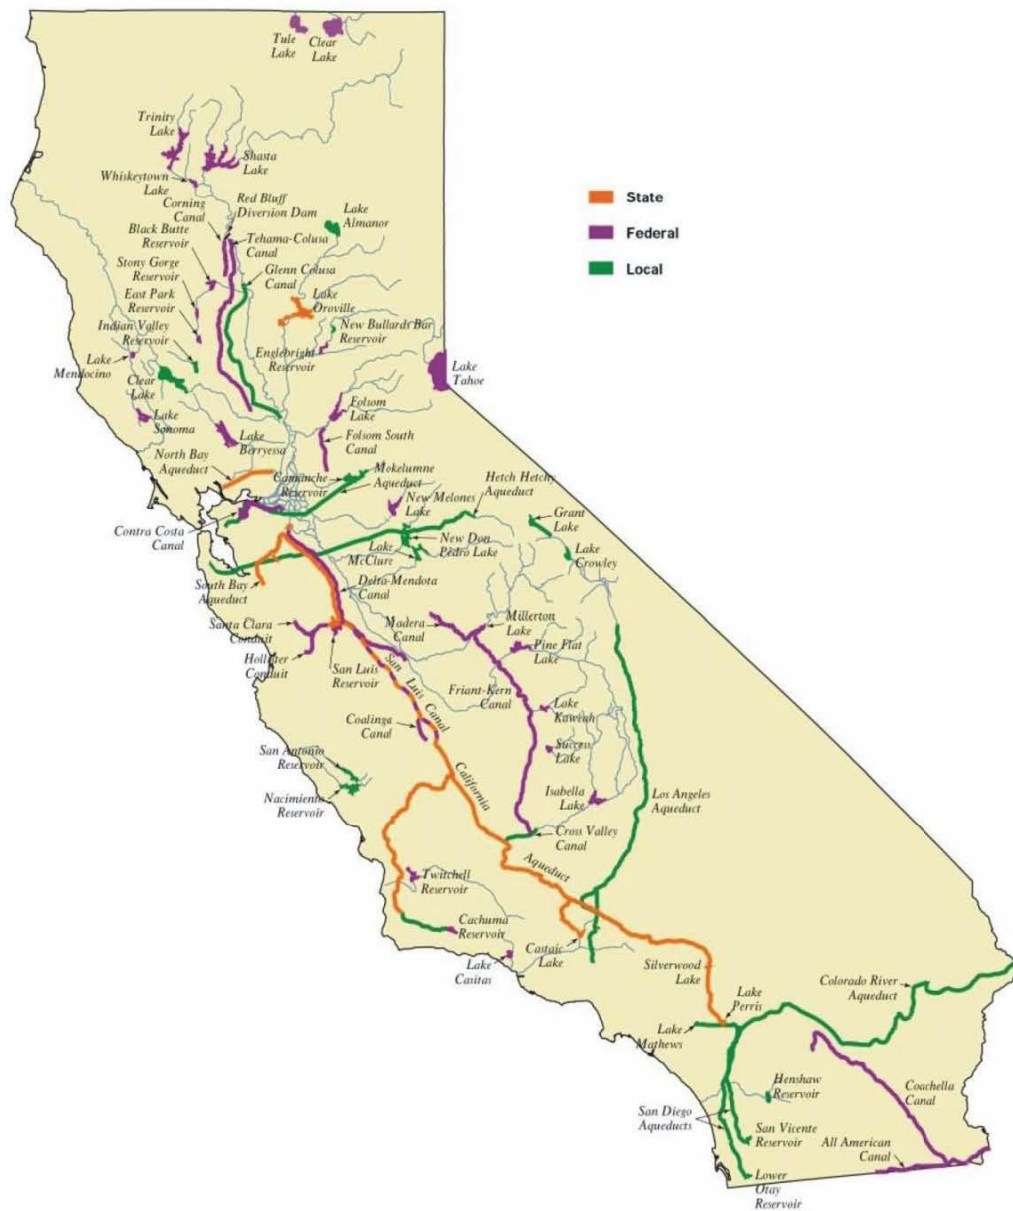 Tule
Lake
Clear
Lake
Trinity
Lake
Shasta
Lake
Whiskeytown
Lake
State
Federal
Local
Corning
Canal
Red Bluff
Diversion Dam
Lake
Almanor
Black Butte
Reservoir
Tehama-Colusa
Canal
Stony Gorge
Reservoir
Glenn Colusa
Canal
East Park
Reservoir
Lake
Oroville
Indian Valley
Reservoir
New Bullards Bar
Reservoir
Englebright
Reservoir
Lake
Mendocino
Lake
Tahoe
Clear
Lake
Lake
Sonoma
Folsom
Lake
Lake
Berryessa
Folsom South
Canal
North Bay
Aqueduct
Camanche
Reservoir
Mokelumne
Aqueduct
Hetch Hetchy
Aqueduct
New Melones
Lake
Grant
Lake
Contra Costa
Canal
New Don
Pedro Lake
Lake
McClure
Lake
Crowley
South Bay
Aqueduct
Delta-Mendota
Canal
Santa Clara
Conduit
Madera
Canal
Millerton
Lake
Pine Flat
Lake
Hollister
Conduit
San Luis
Reservoir
San
Luis
Canal
Friant-Kern
Canal
Lake
Kaweah
Coalinga
Canal
Success
Lake
San Antonio
Reservoir
California
Nacimiento
Reservoir
Isabella
Lake
Los Angeles
Aqueduct
Cross Valley
Canal
Aqueduct
Twitchell
Reservoir
Cachuma
Reservoir
Castaic
Lake
Lake
Casitas
Silverwood
Lake
Lake
Perris
Colorado River
Aqueduct
Lake
Mathews
Henshaw
Reservoir
Coachella
Canal
San Diego
Aqueducts
San Vicente
Reservoir
All American
Canal
Lower
Otay
Reservoir